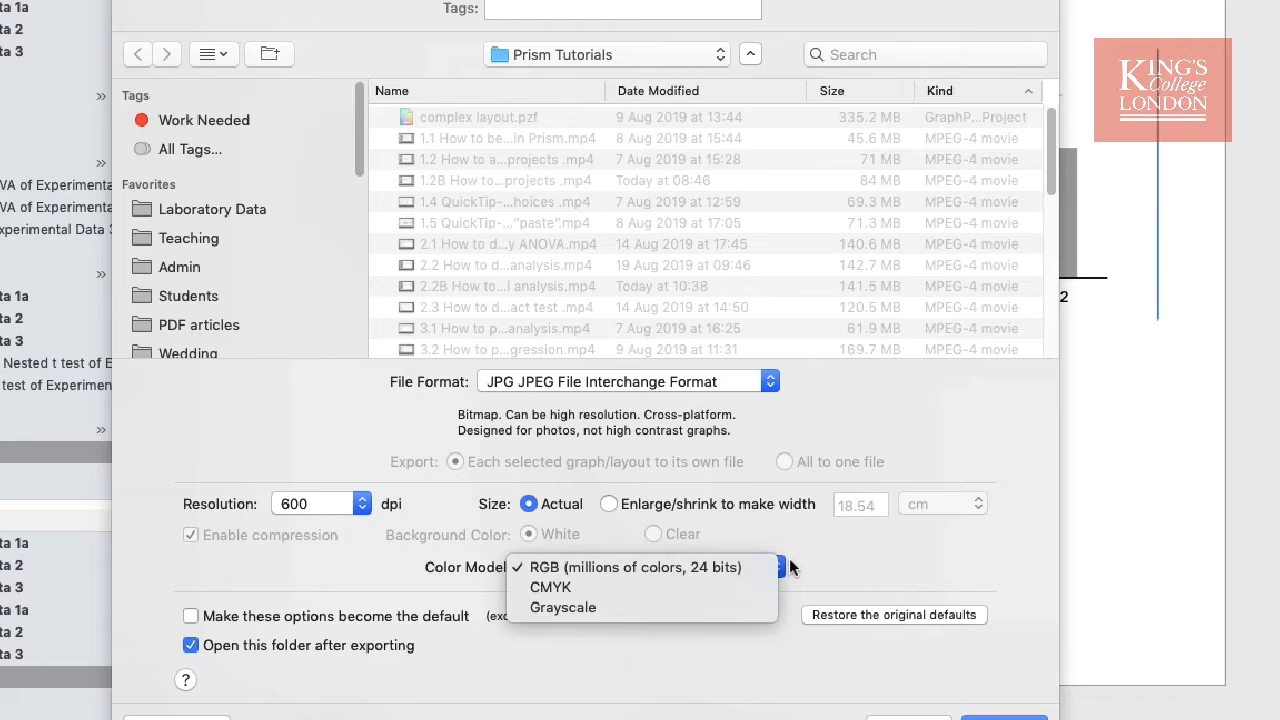 Tags:
ta 1a
ta 2
ta 3
»
»
VA of Experimenta
VA of Experimenta
xperimental Data 3
»
ta 1a
ta 2
ta 3
Nested t test of E
test of Experimen
»
ta 1a
ta 2
ta 3
ta 1a
ta 2
ta 3
Prism Tutorials
Search
Tags
Work Needed
All Tags...
Favorites
Laboratory Data
Teaching
Admin
Students
PDF articles
Wedding
Name Date Modified Size Kind
complex layout.pzf 9 Aug 2019 at 13:44 335.2 MB GraphP...Project
1.1 How to be...in Prism.mp4 8 Aug 2019 at 15:44 45.6 MB MPEG-4 movie
1.2 How to a...projects .mp4 7 Aug 2019 at 15:28 71 MB MPEG-4 movie
1.2B How to...projects .mp4 Today at 08:46 84 MB MPEG-4 movie
1.4 QuickTip-...hoices .mp4 7 Aug 2019 at 12:59 69.3 MB MPEG-4 movie
1.5 QuickTip-..."paste".mp4 8 Aug 2019 at 17:05 71.3 MB MPEG-4 movie
2.1 How to d...y ANOVA.mp4 14 Aug 2019 at 17:45 140.6 MB MPEG-4 movie
2.2 How to d...analysis.mp4 19 Aug 2019 at 09:46 142.7 MB MPEG-4 movie
2.2B How to...l analysis.mp4 Today at 10:38 141.5 MB MPEG-4 movie
2.3 How to d...act test .mp4 14 Aug 2019 at 14:50 120.5 MB MPEG-4 movie
3.1 How to p...analysis.mp4 7 Aug 2019 at 16:25 61.9 MB MPEG-4 movie
3.2 How to p...gression.mp4 9 Aug 2019 at 11:31 169.7 MB MPEG-4 movie
File Format: JPG JPEG File Interchange Format
Bitmap. Can be high resolution. Cross-platform.
Designed for photos, not high contrast graphs.
Export: Each selected graph/layout to its own file All to one file
Resolution: 600 dpi Size: Actual Enlarge/shrink to make width 18.54 cm
Enable compression Background Color: White Clear
Color Model RGB (millions of colors, 24 bits)
CMYK
Grayscale
Make these options become the default (exc Restore the original defaults
Open this folder after exporting
?
KING'S
College
LONDON
2